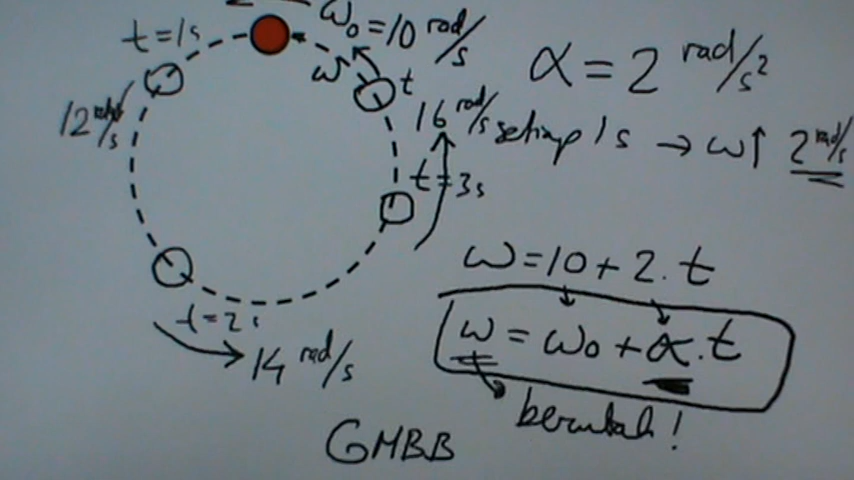 t=1s
ω₀=10 rad/s
α=2 rad/s²
ω
t
12 rad/s
16 rad/s
setiap 1s → ω↑ 2 rad/s
t=3s
ω=10+2.t
t=2s
ω=ω₀+α.t
14 rad/s
berubah!
GMBB